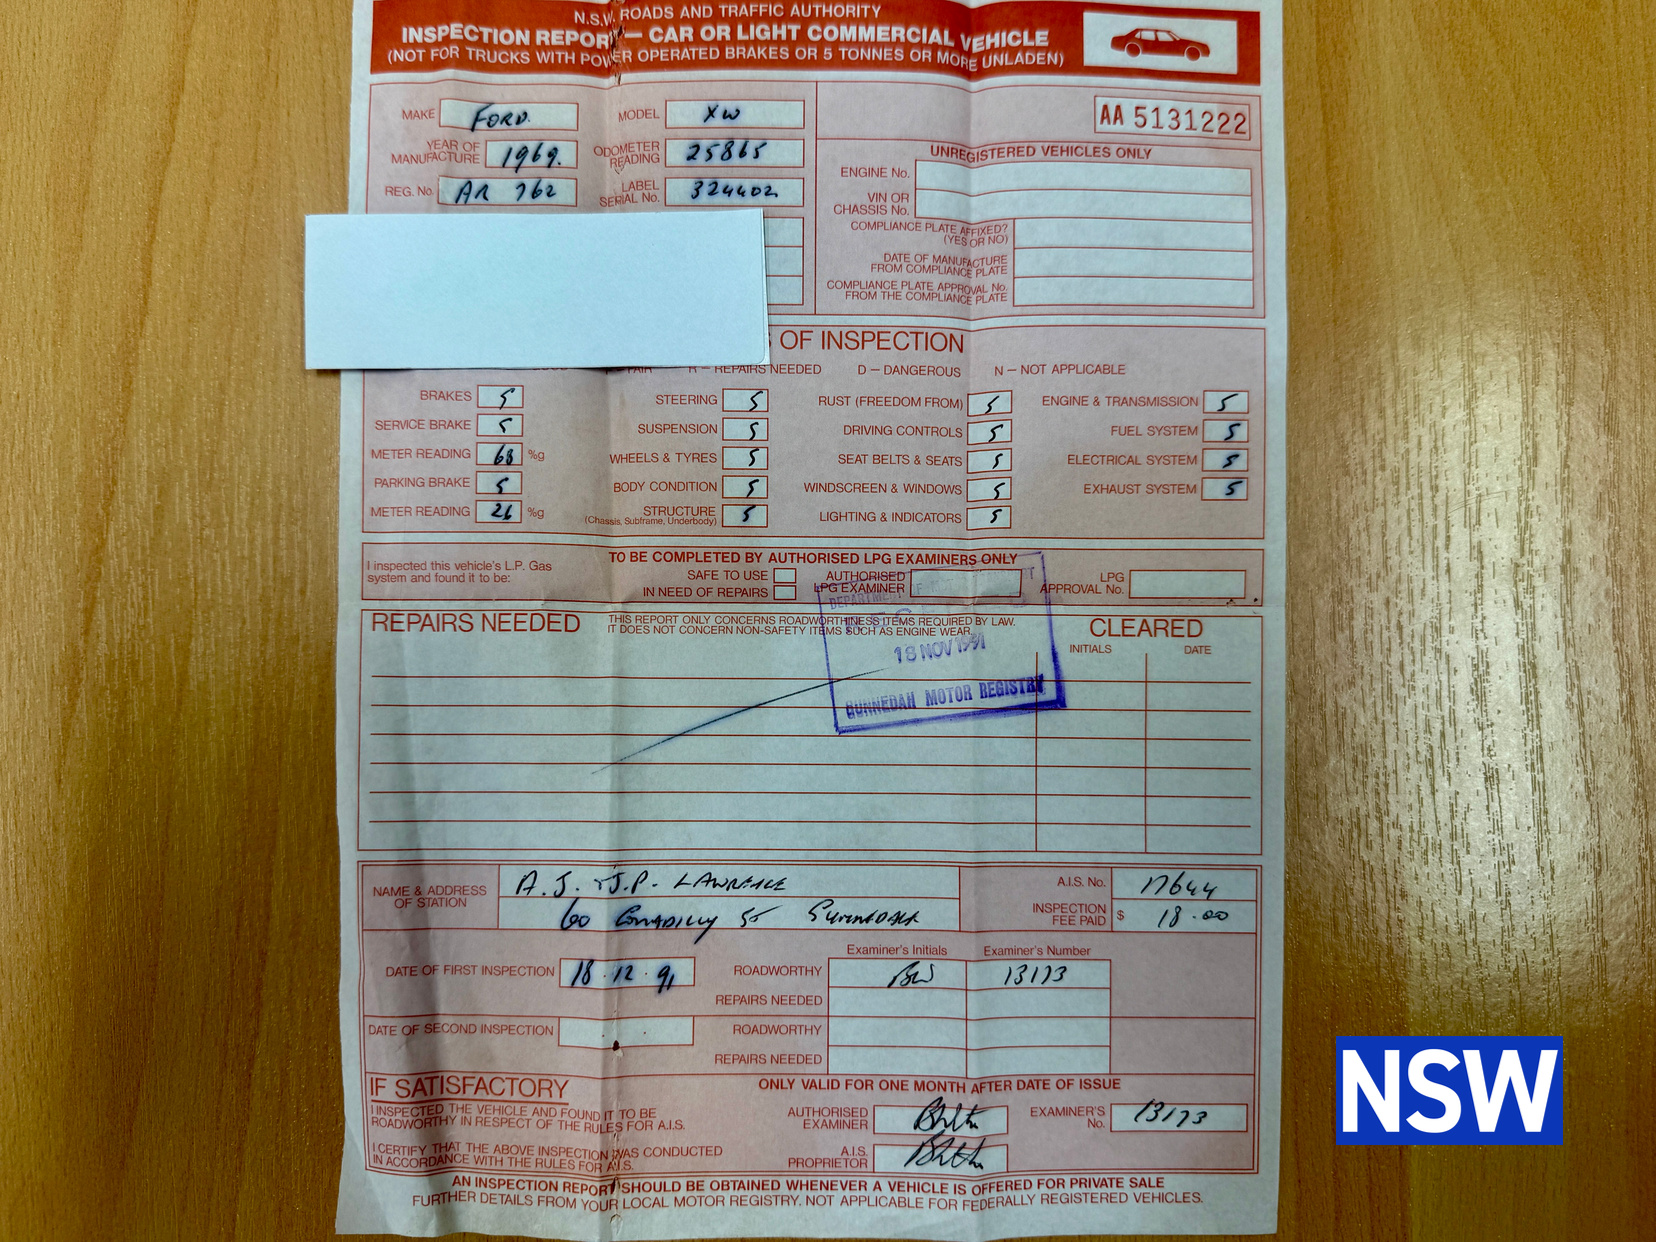 N.S.W. ROADS AND TRAFFIC AUTHORITY
INSPECTION REPORT — CAR OR LIGHT COMMERCIAL VEHICLE
(NOT FOR TRUCKS WITH POWER OPERATED BRAKES OR 5 TONNES OR MORE UNLADEN)
MAKE FORD. MODEL XW
AA 5131222
YEAR OF MANUFACTURE 1969. ODOMETER READING 25865
UNREGISTERED VEHICLES ONLY
REG. No. AR 762 LABEL SERIAL No. 324402
ENGINE No.
VIN OR CHASSIS No.
COMPLIANCE PLATE AFFIXED? (YES OR NO)
DATE OF MANUFACTURE FROM COMPLIANCE PLATE
COMPLIANCE PLATE APPROVAL No. FROM THE COMPLIANCE PLATE
OF INSPECTION
FAIR R — REPAIRS NEEDED D — DANGEROUS N — NOT APPLICABLE
BRAKES S STEERING S RUST (FREEDOM FROM) S ENGINE & TRANSMISSION S
SERVICE BRAKE S SUSPENSION S DRIVING CONTROLS S FUEL SYSTEM S
METER READING 68 %g WHEELS & TYRES S SEAT BELTS & SEATS S ELECTRICAL SYSTEM S
PARKING BRAKE S BODY CONDITION S WINDSCREEN & WINDOWS S EXHAUST SYSTEM S
METER READING 26 %g STRUCTURE (Chassis, Subframe, Underbody) S LIGHTING & INDICATORS S
TO BE COMPLETED BY AUTHORISED LPG EXAMINERS ONLY
I inspected this vehicle's L.P. Gas system and found it to be:
SAFE TO USE AUTHORISED LPG EXAMINER LPG APPROVAL No.
IN NEED OF REPAIRS
DEPARTMENT OF
18 NOV 1991
GUNNEDAH MOTOR REGISTRY
REPAIRS NEEDED
THIS REPORT ONLY CONCERNS ROADWORTHINESS ITEMS REQUIRED BY LAW.
IT DOES NOT CONCERN NON-SAFETY ITEMS SUCH AS ENGINE WEAR.
CLEARED
INITIALS DATE
NAME & ADDRESS OF STATION A. J. & J.P. LAWRENCE
60 CONADILLY ST GUNNEDAH
A.I.S. No. 17644
INSPECTION FEE PAID $ 18.00
Examiner's Initials Examiner's Number
DATE OF FIRST INSPECTION 18.12.91 ROADWORTHY BW 13173
REPAIRS NEEDED
DATE OF SECOND INSPECTION ROADWORTHY
REPAIRS NEEDED
IF SATISFACTORY
ONLY VALID FOR ONE MONTH AFTER DATE OF ISSUE
I INSPECTED THE VEHICLE AND FOUND IT TO BE
ROADWORTHY IN RESPECT OF THE RULES FOR A.I.S.
AUTHORISED EXAMINER EXAMINER'S No. 13173
I CERTIFY THAT THE ABOVE INSPECTION WAS CONDUCTED
IN ACCORDANCE WITH THE RULES FOR A.I.S.
A.I.S. PROPRIETOR
AN INSPECTION REPORT SHOULD BE OBTAINED WHENEVER A VEHICLE IS OFFERED FOR PRIVATE SALE
FURTHER DETAILS FROM YOUR LOCAL MOTOR REGISTRY. NOT APPLICABLE FOR FEDERALLY REGISTERED VEHICLES.
NSW